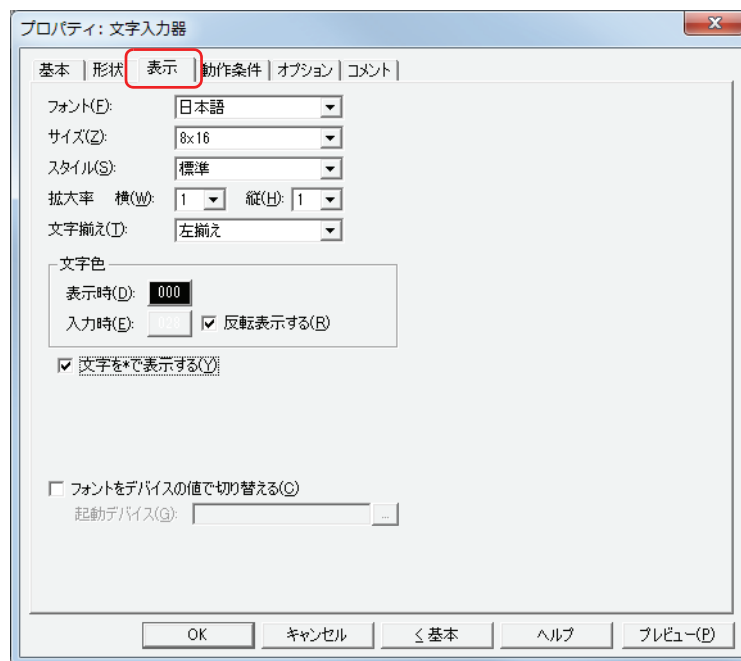 プロパティ: 文字入力器
基本 形状 表示 動作条件 オプション コメント
フォント(F): 日本語
サイズ(Z): 8×16
スタイル(S): 標準
拡大率 横(W): 1 縦(H): 1
文字揃え(T): 左揃え
文字色
表示時(D): 000
入力時(E): 028 反転表示する(R)
文字を*で表示する(Y)
フォントをデバイスの値で切り替える(C)
起動デバイス(G): ...
OK キャンセル < 基本 ヘルプ プレビュー(P)